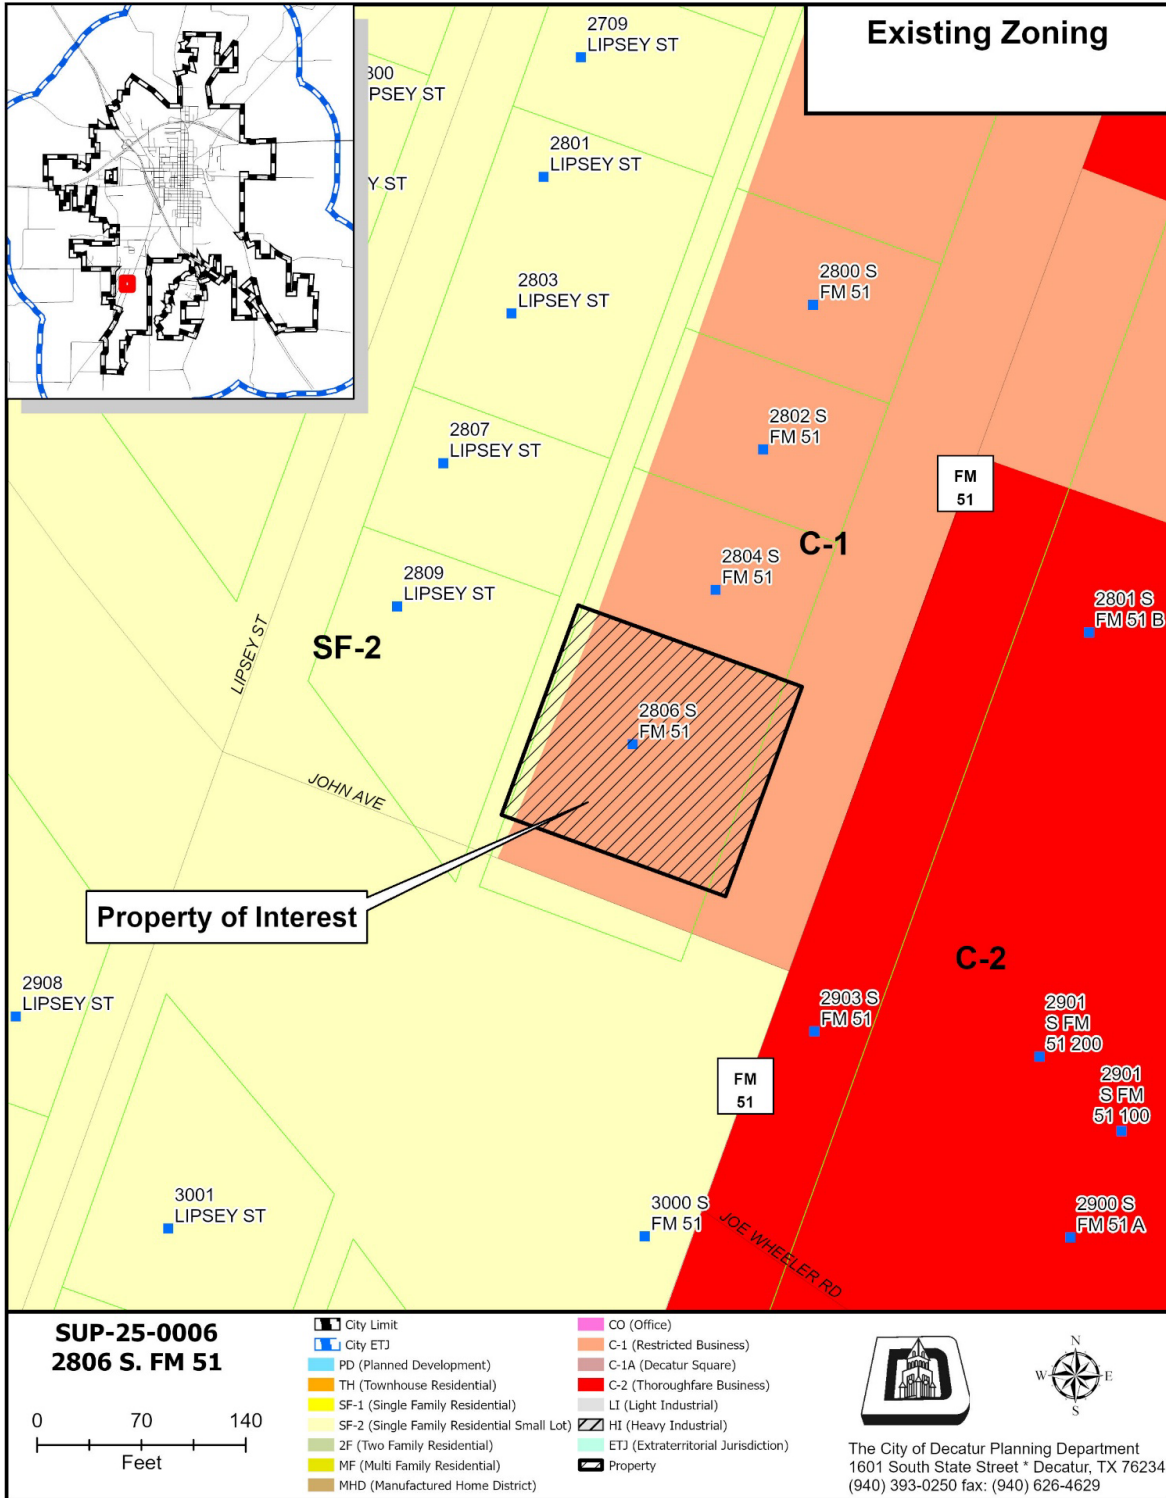 Existing Zoning
2709
LIPSEY ST
300
PSEY ST
2801
LIPSEY ST
Y ST
2803
LIPSEY ST
2800 S
FM 51
2807
LIPSEY ST
2802 S
FM 51
FM
51
C-1
2804 S
FM 51
2809
LIPSEY ST
2801 S
FM 51 B
SF-2
LIPSEY ST
2806 S
FM 51
JOHN AVE
Property of Interest
C-2
2908
LIPSEY ST
2903 S
FM 51
2901
S FM
51 200
FM
51
2901
S FM
51 100
3001
LIPSEY ST
3000 S
FM 51
JOE WHEELER RD
2900 S
FM 51 A
SUP-25-0006
2806 S. FM 51
0 70 140
Feet
City Limit
City ETJ
PD (Planned Development)
TH (Townhouse Residential)
SF-1 (Single Family Residential)
SF-2 (Single Family Residential Small Lot)
2F (Two Family Residential)
MF (Multi Family Residential)
MHD (Manufactured Home District)
CO (Office)
C-1 (Restricted Business)
C-1A (Decatur Square)
C-2 (Thoroughfare Business)
LI (Light Industrial)
HI (Heavy Industrial)
ETJ (Extraterritorial Jurisdiction)
Property
N
W E
S
The City of Decatur Planning Department
1601 South State Street * Decatur, TX 76234
(940) 393-0250 fax: (940) 626-4629